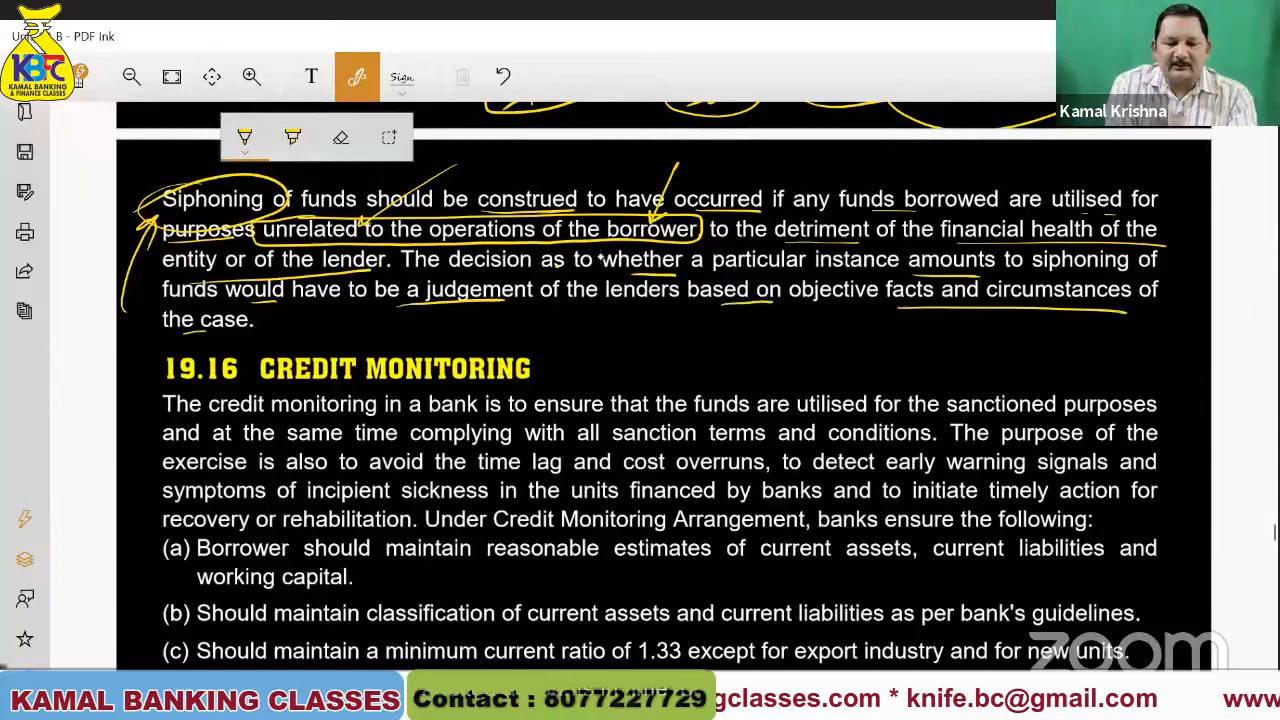 B - PDF Ink
KBFC
KAMAL BANKING
& FINANCE CLASSES
T
Sign
Kamal Krishna
Siphoning of funds should be construed to have occurred if any funds borrowed are utilised for
purposes unrelated to the operations of the borrower to the detriment of the financial health of the
entity or of the lender. The decision as to whether a particular instance amounts to siphoning of
funds would have to be a judgement of the lenders based on objective facts and circumstances of
the case.
19.16 CREDIT MONITORING
The credit monitoring in a bank is to ensure that the funds are utilised for the sanctioned purposes
and at the same time complying with all sanction terms and conditions. The purpose of the
exercise is also to avoid the time lag and cost overruns, to detect early warning signals and
symptoms of incipient sickness in the units financed by banks and to initiate timely action for
recovery or rehabilitation. Under Credit Monitoring Arrangement, banks ensure the following:
(a) Borrower should maintain reasonable estimates of current assets, current liabilities and
working capital.
(b) Should maintain classification of current assets and current liabilities as per bank's guidelines.
(c) Should maintain a minimum current ratio of 1.33 except for export industry and for new units.
zoom
KAMAL BANKING CLASSES
Contact : 8077227729
gclasses.com * knife.bc@gmail.com
www